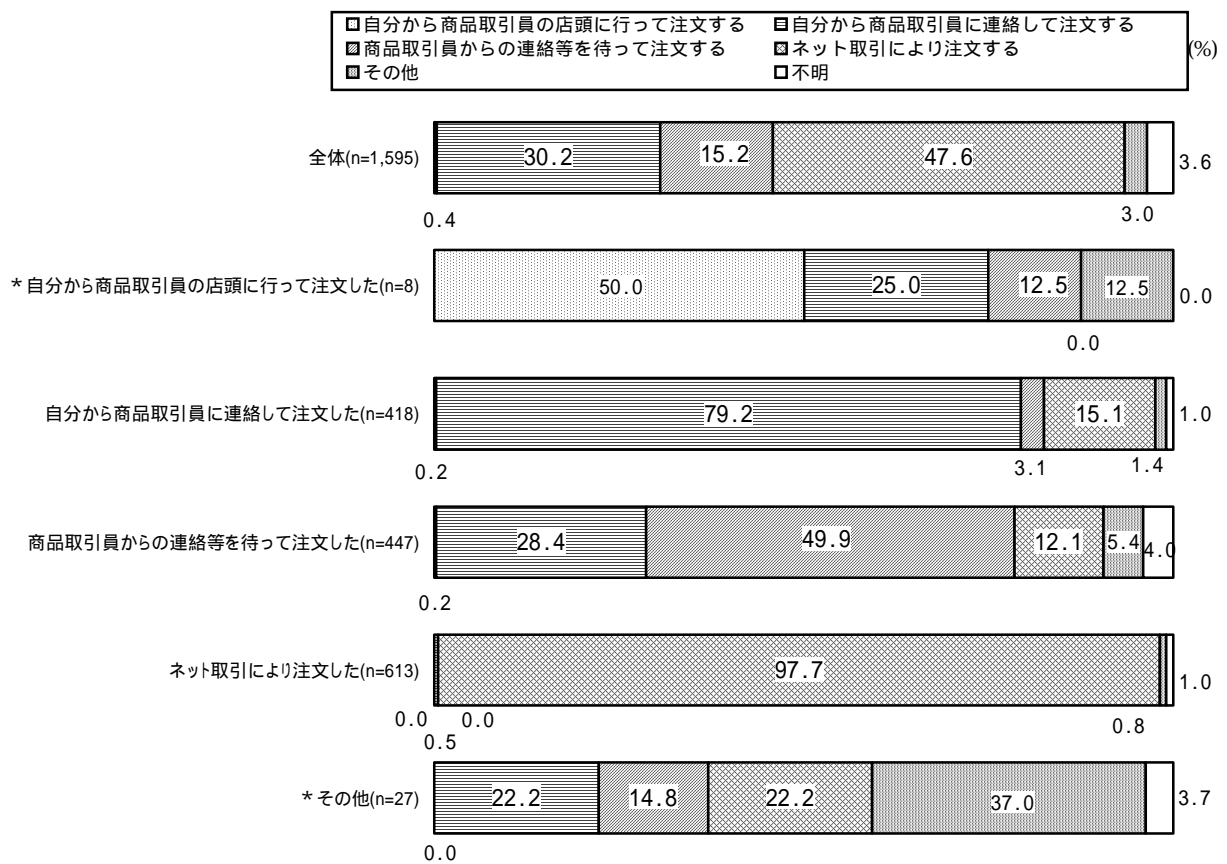 自分から商品取引員の店頭に行って注文する 自分から商品取引員に連絡して注文する
商品取引員からの連絡等を待って注文する ネット取引により注文する
その他 不明
(%)
全体(n=1,595) 30.2 15.2 47.6 3.6
0.4 3.0
*自分から商品取引員の店頭に行って注文した(n=8) 50.0 25.0 12.5 12.5 0.0
0.0
自分から商品取引員に連絡して注文した(n=418) 79.2 15.1 1.0
0.2 3.1 1.4
商品取引員からの連絡等を待って注文した(n=447) 28.4 49.9 12.1 5.4 4.0
0.2
ネット取引により注文した(n=613) 97.7 1.0
0.0 0.0 0.8
0.5
*その他(n=27) 22.2 14.8 22.2 37.0 3.7
0.0